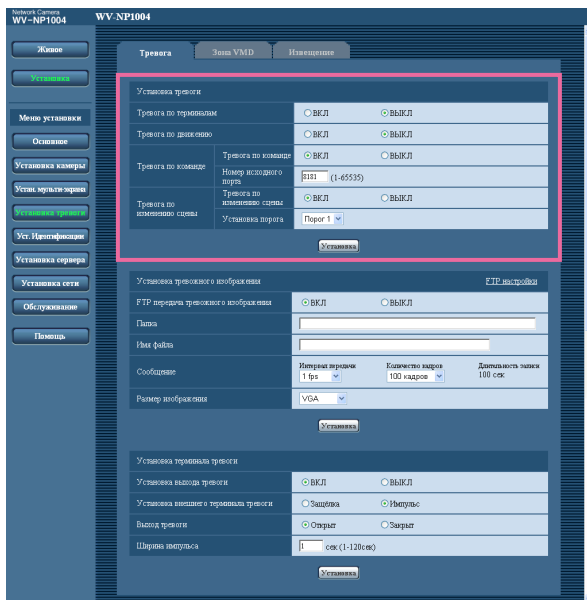 Network Camera
WV-NP1004
WV-NP1004
Живое
Установка
Меню установки
Основное
Установка камеры
Устан. мульти-экрана
Установка тревоги
Уст. Идентификации
Установка сервера
Установка сети
Обслуживание
Помощь
Тревога Зона VMD Извещение
Установка тревоги
Тревога по терминалам ВКЛ ВЫКЛ
Тревога по движению ВКЛ ВЫКЛ
Тревога по команде Тревога по команде ВКЛ ВЫКЛ
Номер исходного порта 8181 (1-65535)
Тревога по изменению сцены Тревога по изменению сцены ВКЛ ВЫКЛ
Установка порога Порог 1
Установка
Установка тревожного изображения FTP настройки
FTP передача тревожного изображения ВКЛ ВЫКЛ
Папка
Имя файла
Сообщение Интервал передачи 1 fps Количество кадров 100 кадров Длительность записи 100 сек
Размер изображения VGA
Установка
Установка терминала тревоги
Установка выхода тревоги ВКЛ ВЫКЛ
Установка внешнего терминала тревоги Защёлка Импульс
Выход тревоги Открыт Закрыт
Ширина импульса 1 сек (1-120сек)
Установка